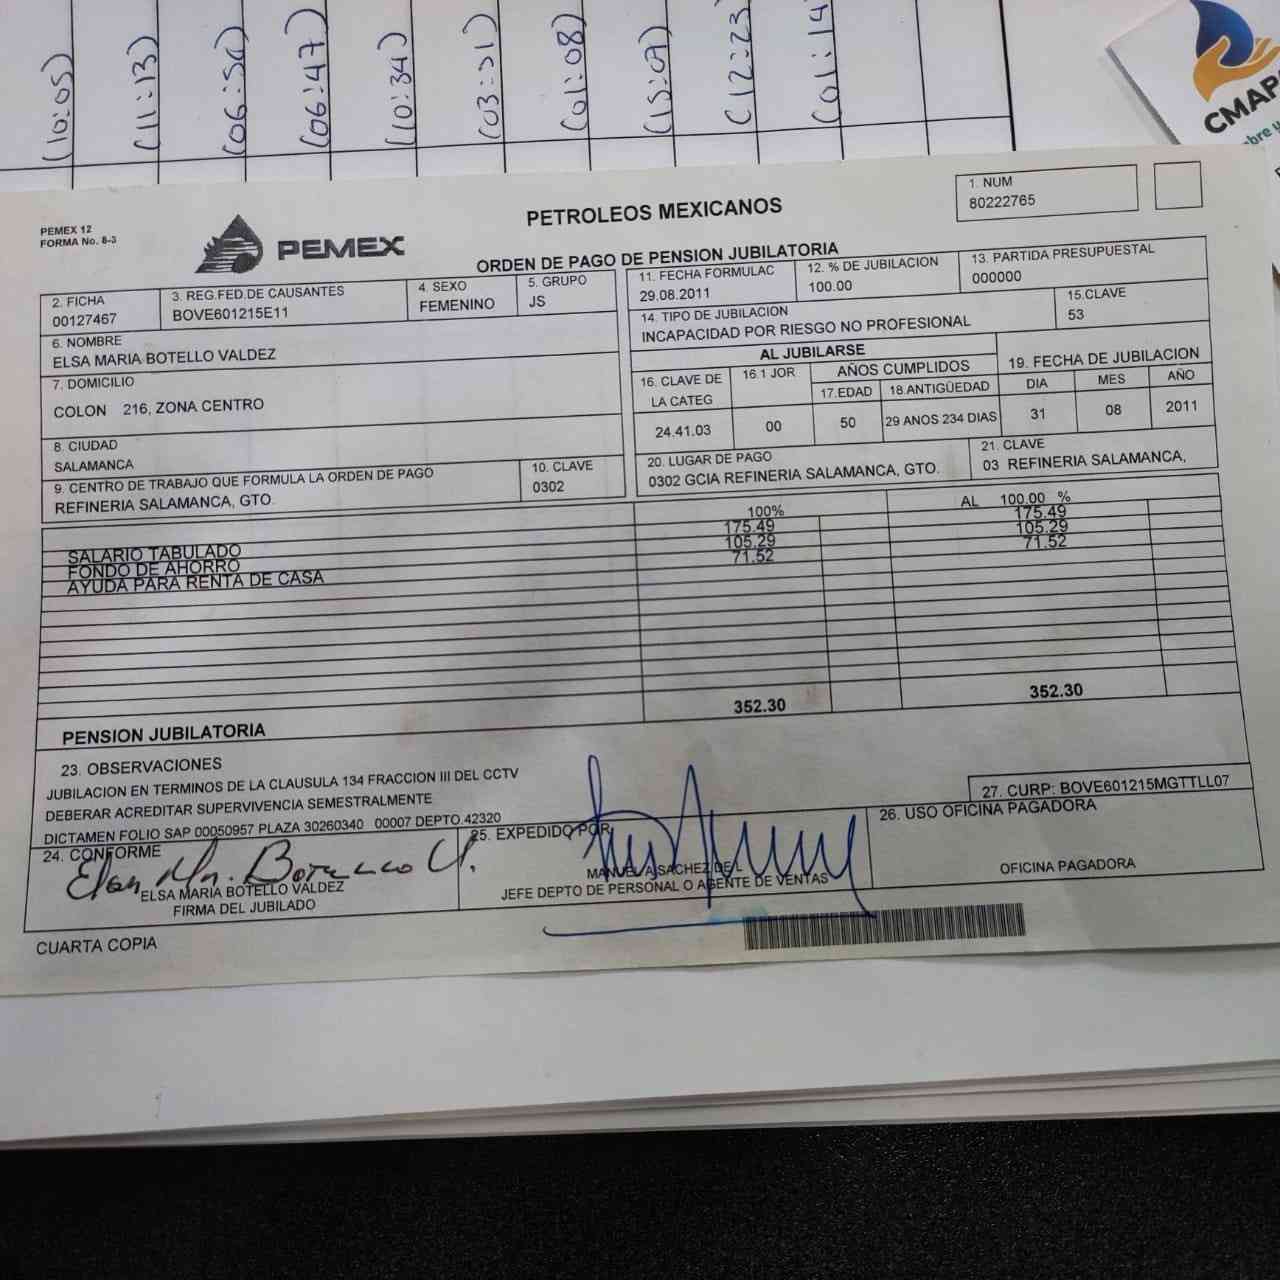 (10:05)
(11:13)
(06:50)
(06:47)
(10:34)
(03:31)
(01:08)
(15:07)
(12:23)
(01:14
CMAP
bre
PEMEX 12
FORMA No. 8-3
PEMEX
PETROLEOS MEXICANOS
ORDEN DE PAGO DE PENSION JUBILATORIA
1. NUM
80222765
2. FICHA
00127467
3. REG.FED.DE CAUSANTES
BOVE601215E11
4. SEXO
FEMENINO
5. GRUPO
JS
11. FECHA FORMULAC
29.08.2011
12. % DE JUBILACION
100.00
13. PARTIDA PRESUPUESTAL
000000
6. NOMBRE
ELSA MARIA BOTELLO VALDEZ
14. TIPO DE JUBILACION
INCAPACIDAD POR RIESGO NO PROFESIONAL
15.CLAVE
53
7. DOMICILIO
COLON 216, ZONA CENTRO
AL JUBILARSE
16. CLAVE DE
LA CATEG
24.41.03
16.1 JOR
00
AÑOS CUMPLIDOS
17.EDAD
50
18.ANTIGÜEDAD
29 ANOS 234 DIAS
19. FECHA DE JUBILACION
DIA MES AÑO
31 08 2011
8. CIUDAD
SALAMANCA
9. CENTRO DE TRABAJO QUE FORMULA LA ORDEN DE PAGO
REFINERIA SALAMANCA, GTO.
10. CLAVE
0302
20. LUGAR DE PAGO
0302 GCIA REFINERIA SALAMANCA, GTO.
21. CLAVE
03 REFINERIA SALAMANCA,
100% AL 100.00 %
SALARIO TABULADO 175.49 175.49
FONDO DE AHORRO 105.29 105.29
AYUDA PARA RENTA DE CASA 71.52 71.52
PENSION JUBILATORIA 352.30 352.30
23. OBSERVACIONES
JUBILACION EN TERMINOS DE LA CLAUSULA 134 FRACCION III DEL CCTV
DEBERAR ACREDITAR SUPERVIVENCIA SEMESTRALMENTE
DICTAMEN FOLIO SAP 00050957 PLAZA 30260340 00007 DEPTO.42320
27. CURP: BOVE601215MGTTLL07
24. CONFORME
Elsa Ma. Botello V.
ELSA MARIA BOTELLO VALDEZ
FIRMA DEL JUBILADO
25. EXPEDIDO POR
MANUEL A SACHEZ DE L
JEFE DEPTO DE PERSONAL O AGENTE DE VENTAS
26. USO OFICINA PAGADORA
OFICINA PAGADORA
CUARTA COPIA